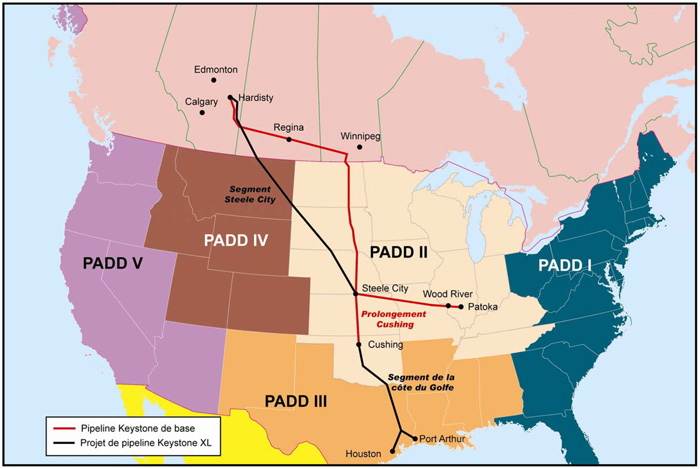 Edmonton
Hardisty
Calgary
Regina
Winnipeg
Segment
Steele City
PADD IV
PADD II
PADD V
PADD I
Steele City
Wood River
Patoka
Prolongement
Cushing
Cushing
Segment de la
côte du Golfe
PADD III
Pipeline Keystone de base
Projet de pipeline Keystone XL
Port Arthur
Houston